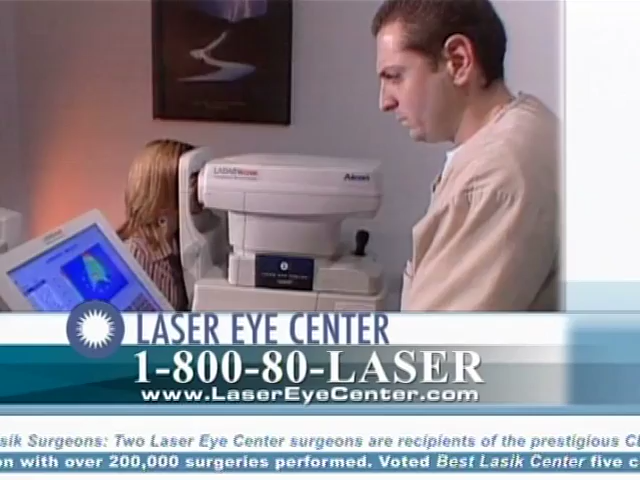 Alcon
LASER EYE CENTER
1-800-80-LASER
www.LaserEyeCenter.com
sik Surgeons: Two Laser Eye Center surgeons are recipients of the prestigious C
on with over 200,000 surgeries performed. Voted Best Lasik Center five c